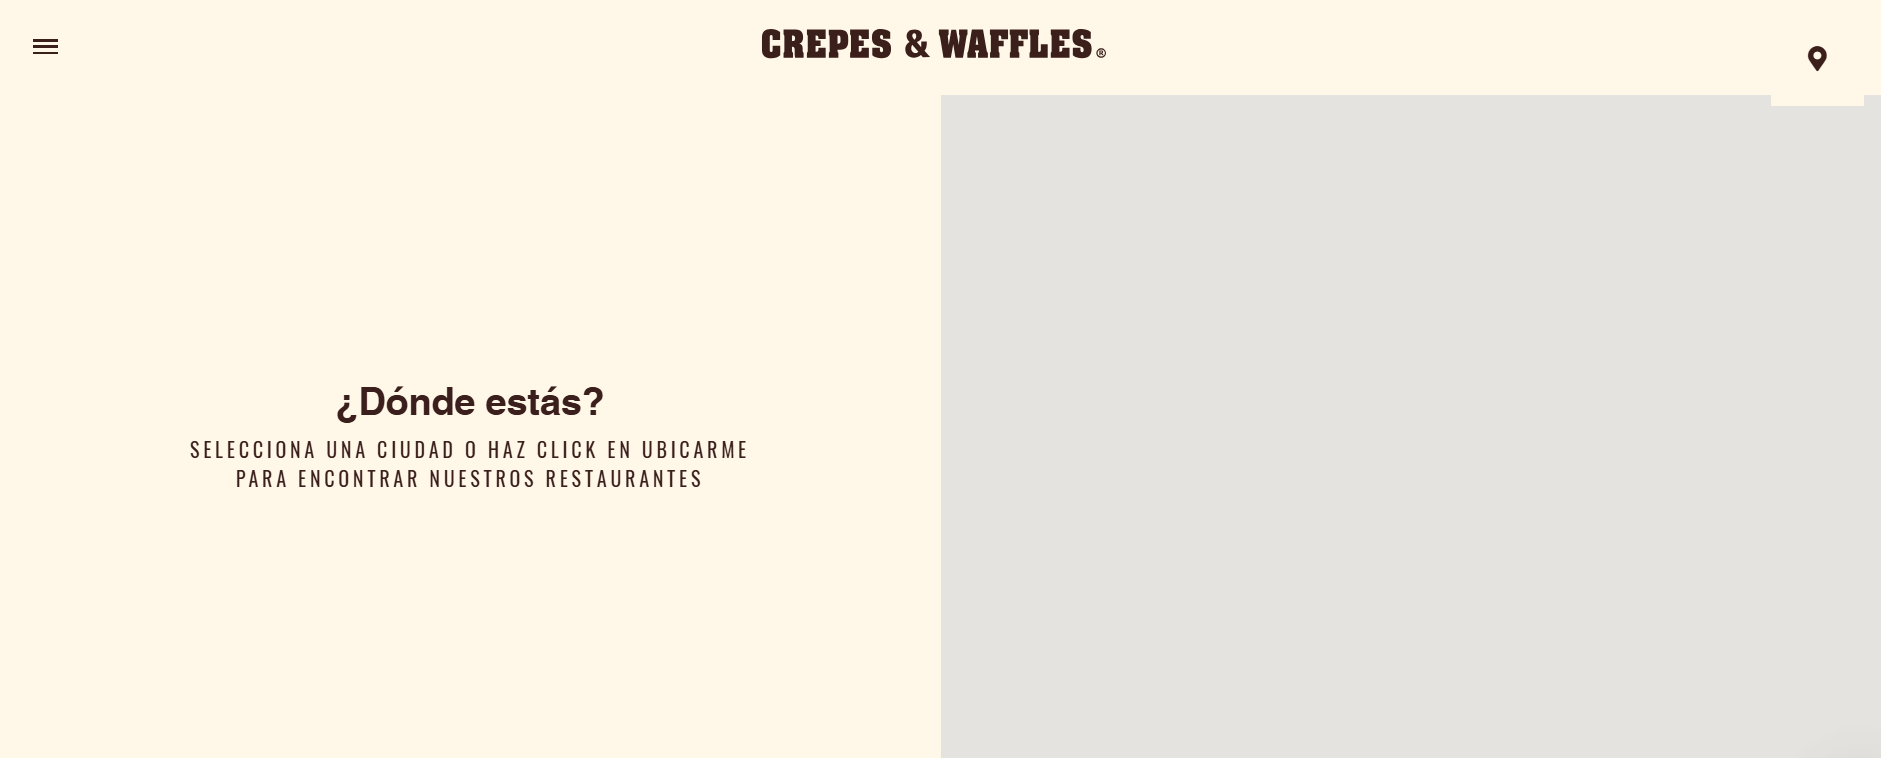 CREPES & WAFFLES®
¿Dónde estás?
SELECCIONA UNA CIUDAD O HAZ CLICK EN UBICARME
PARA ENCONTRAR NUESTROS RESTAURANTES